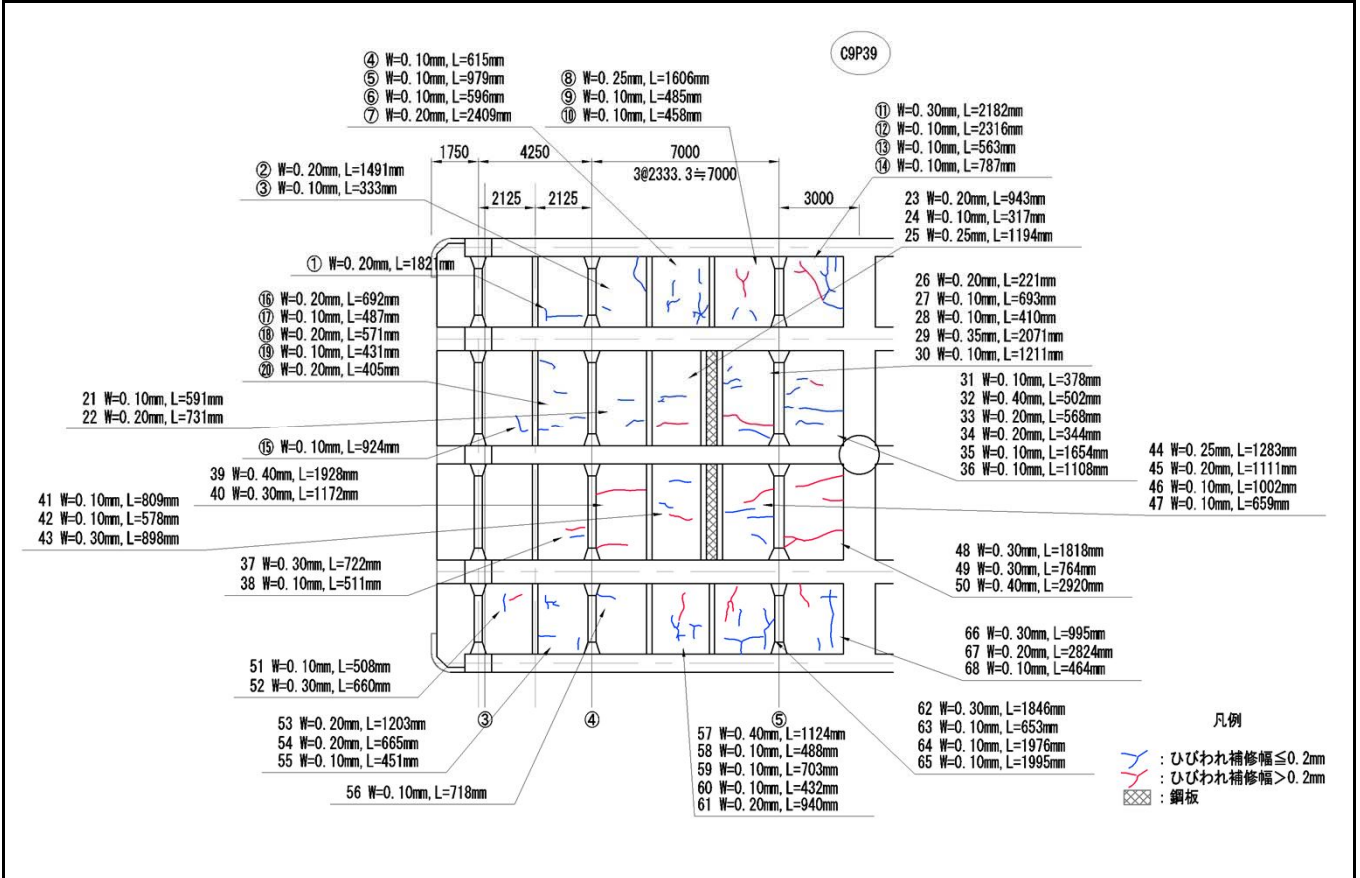 C9P39
④ W=0.10mm, L=615mm
⑤ W=0.10mm, L=979mm
⑥ W=0.10mm, L=596mm
⑦ W=0.20mm, L=2409mm
⑧ W=0.25mm, L=1606mm
⑨ W=0.10mm, L=485mm
⑩ W=0.10mm, L=458mm
⑪ W=0.30mm, L=2182mm
⑫ W=0.10mm, L=2316mm
⑬ W=0.10mm, L=563mm
⑭ W=0.10mm, L=787mm
1750 4250 7000
3@2333.3≒7000
② W=0.20mm, L=1491mm
③ W=0.10mm, L=333mm
2125 2125 3000
23 W=0.20mm, L=943mm
24 W=0.10mm, L=317mm
25 W=0.25mm, L=1194mm
① W=0.20mm, L=1821mm
⑯ W=0.20mm, L=692mm
⑰ W=0.10mm, L=487mm
⑱ W=0.20mm, L=571mm
⑲ W=0.10mm, L=431mm
⑳ W=0.20mm, L=405mm
26 W=0.20mm, L=221mm
27 W=0.10mm, L=693mm
28 W=0.10mm, L=410mm
29 W=0.35mm, L=2071mm
30 W=0.10mm, L=1211mm
21 W=0.10mm, L=591mm
22 W=0.20mm, L=731mm
31 W=0.10mm, L=378mm
32 W=0.40mm, L=502mm
33 W=0.20mm, L=568mm
34 W=0.20mm, L=344mm
35 W=0.10mm, L=1654mm
36 W=0.10mm, L=1108mm
⑮ W=0.10mm, L=924mm
39 W=0.40mm, L=1928mm
40 W=0.30mm, L=1172mm
44 W=0.25mm, L=1283mm
45 W=0.20mm, L=1111mm
46 W=0.10mm, L=1002mm
47 W=0.10mm, L=659mm
41 W=0.10mm, L=809mm
42 W=0.10mm, L=578mm
43 W=0.30mm, L=898mm
37 W=0.30mm, L=722mm
38 W=0.10mm, L=511mm
48 W=0.30mm, L=1818mm
49 W=0.30mm, L=764mm
50 W=0.40mm, L=2920mm
51 W=0.10mm, L=508mm
52 W=0.30mm, L=660mm
66 W=0.30mm, L=995mm
67 W=0.20mm, L=2824mm
68 W=0.10mm, L=464mm
③ ④ ⑤
53 W=0.20mm, L=1203mm
54 W=0.20mm, L=665mm
55 W=0.10mm, L=451mm
56 W=0.10mm, L=718mm
57 W=0.40mm, L=1124mm
58 W=0.10mm, L=488mm
59 W=0.10mm, L=703mm
60 W=0.10mm, L=432mm
61 W=0.20mm, L=940mm
62 W=0.30mm, L=1846mm
63 W=0.10mm, L=653mm
64 W=0.10mm, L=1976mm
65 W=0.10mm, L=1995mm
凡例
：ひびわれ補修幅≦0.2mm
：ひびわれ補修幅＞0.2mm
：鋼板